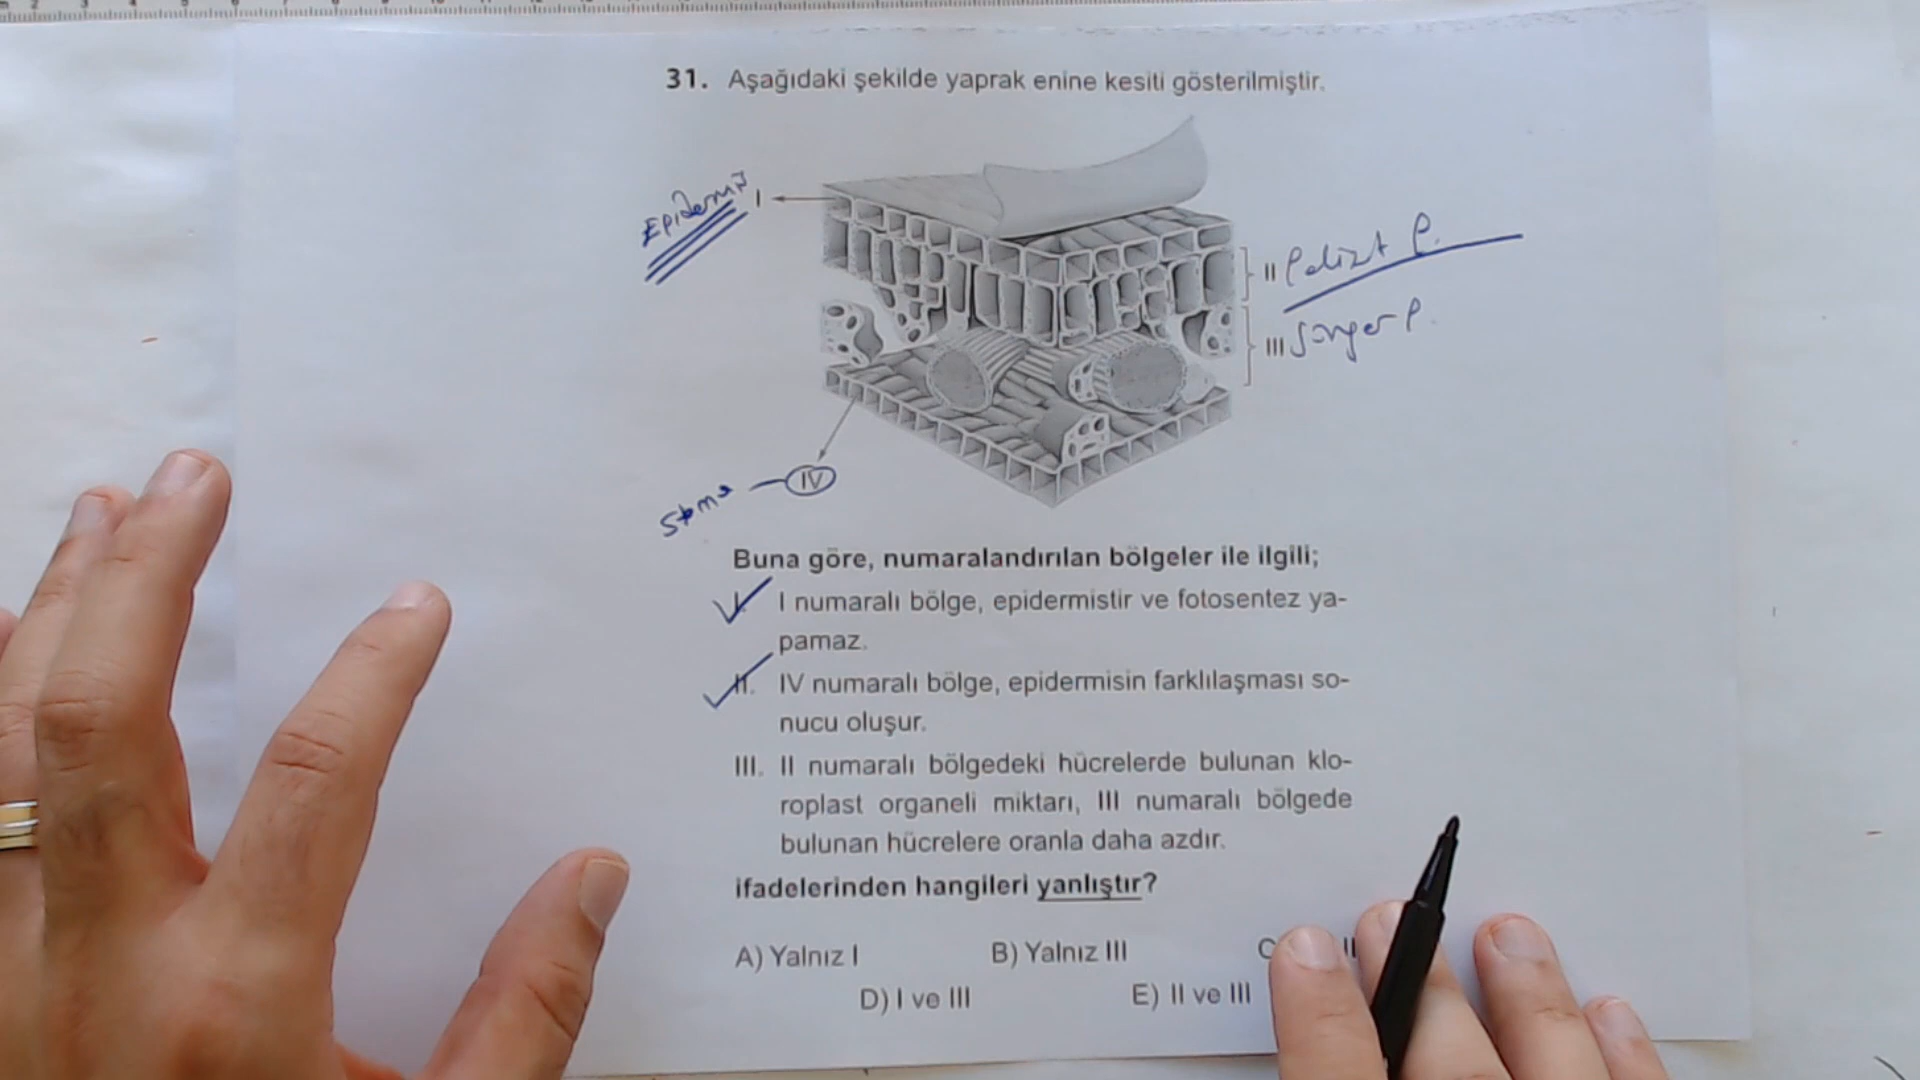 31. Aşağıdaki şekilde yaprak enine kesiti gösterilmiştir.
Epidermis I
II Palizat P.
III Sünger P.
Stoma IV
Buna göre, numaralandırılan bölgeler ile ilgili;
I. I numaralı bölge, epidermistir ve fotosentez ya-
pamaz.
II. IV numaralı bölge, epidermisin farklılaşması so-
nucu oluşur.
III. II numaralı bölgedeki hücrelerde bulunan klo-
roplast organeli miktarı, III numaralı bölgede
bulunan hücrelere oranla daha azdır.
ifadelerinden hangileri yanlıştır?
A) Yalnız I B) Yalnız III
D) I ve III E) II ve III